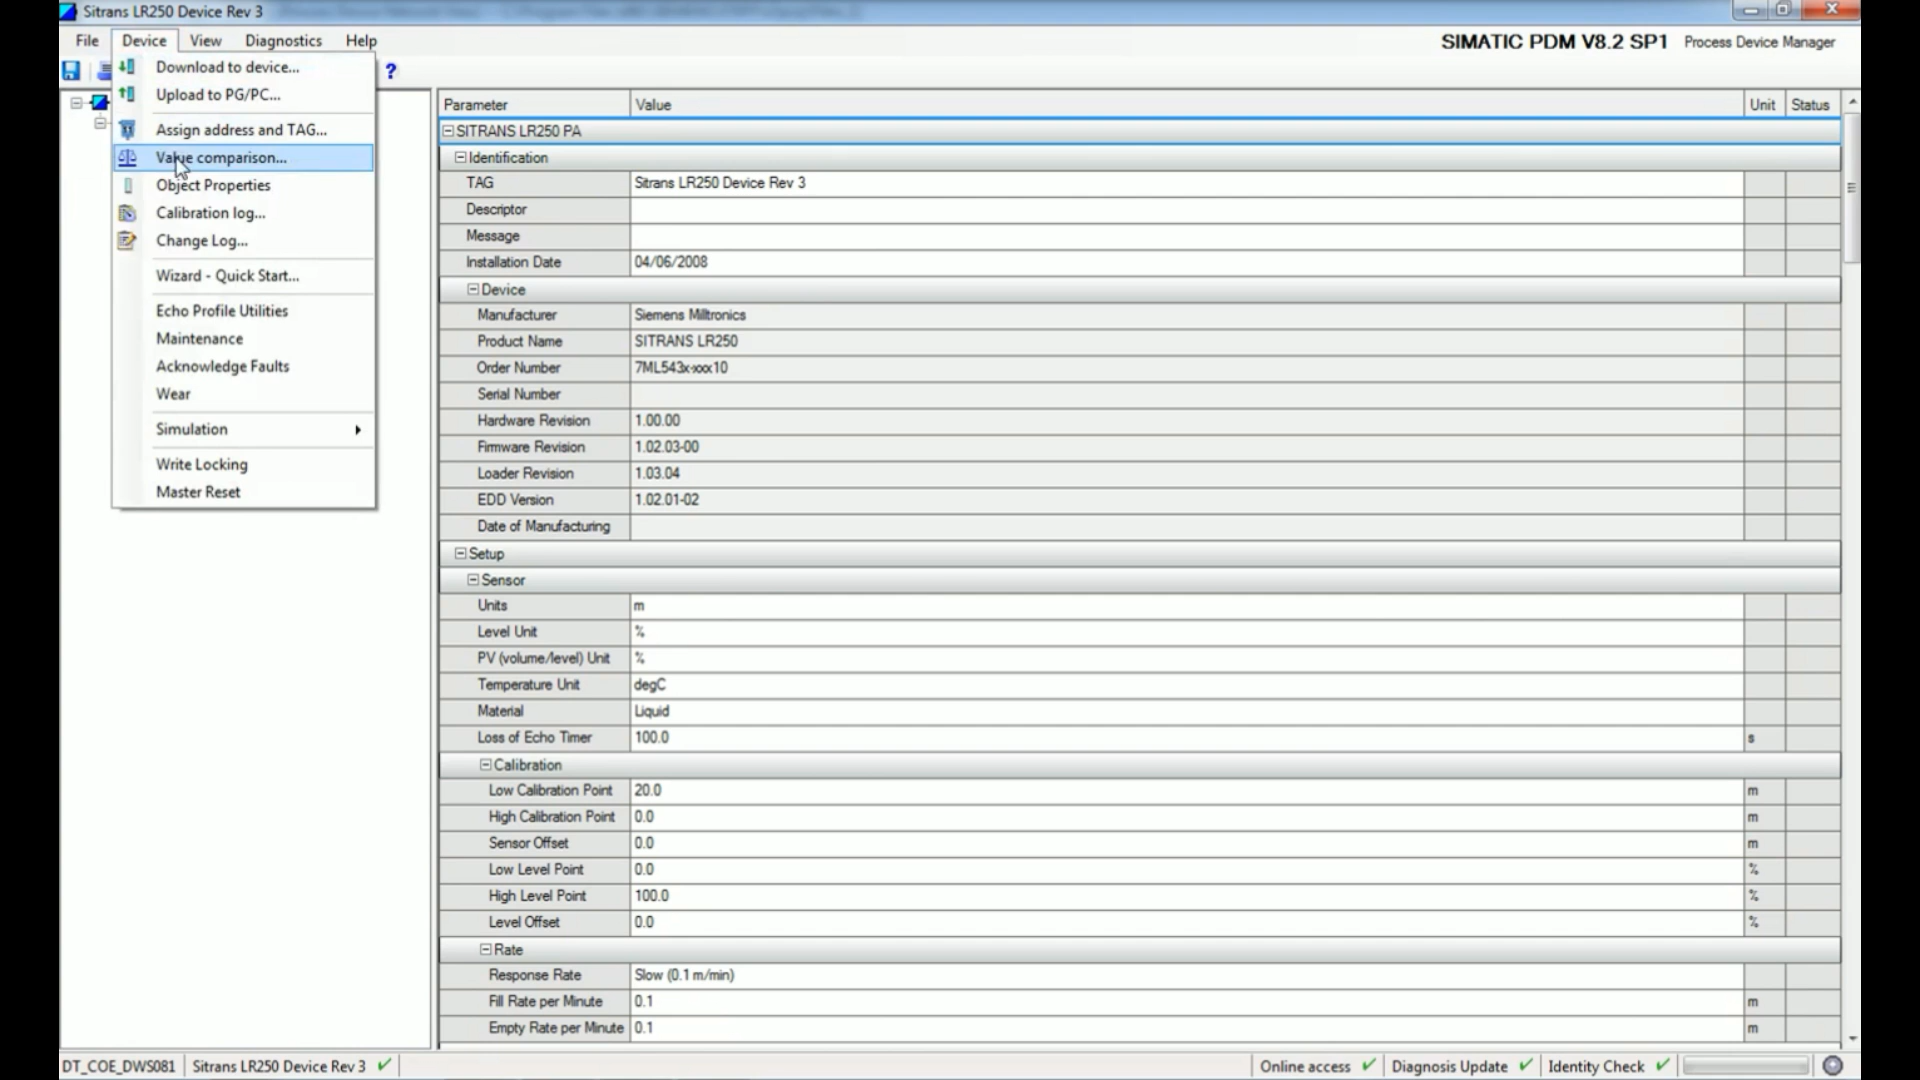 Sitrans LR250 Device Rev 3
File Device View Diagnostics Help
SIMATIC PDM V8.2 SP1 Process Device Manager
?
Download to device...
Upload to PG/PC...
Assign address and TAG...
Value comparison...
Object Properties
Calibration log...
Change Log...
Wizard - Quick Start...
Echo Profile Utilities
Maintenance
Acknowledge Faults
Wear
Simulation
Write Locking
Master Reset
Parameter Value Unit Status
SITRANS LR250 PA
Identification
TAG Sitrans LR250 Device Rev 3
Descriptor
Message
Installation Date 04/06/2008
Device
Manufacturer Siemens Milltronics
Product Name SITRANS LR250
Order Number 7ML543x-xxx10
Serial Number
Hardware Revision 1.00.00
Firmware Revision 1.02.03-00
Loader Revision 1.03.04
EDD Version 1.02.01-02
Date of Manufacturing
Setup
Sensor
Units m
Level Unit %
PV (volume/level) Unit %
Temperature Unit degC
Material Liquid
Loss of Echo Timer 100.0 s
Calibration
Low Calibration Point 20.0 m
High Calibration Point 0.0 m
Sensor Offset 0.0 m
Low Level Point 0.0 %
High Level Point 100.0 %
Level Offset 0.0 %
Rate
Response Rate Slow (0.1 m/min)
Fill Rate per Minute 0.1 m
Empty Rate per Minute 0.1 m
DT_COE_DWS081 Sitrans LR250 Device Rev 3 Online access Diagnosis Update Identity Check